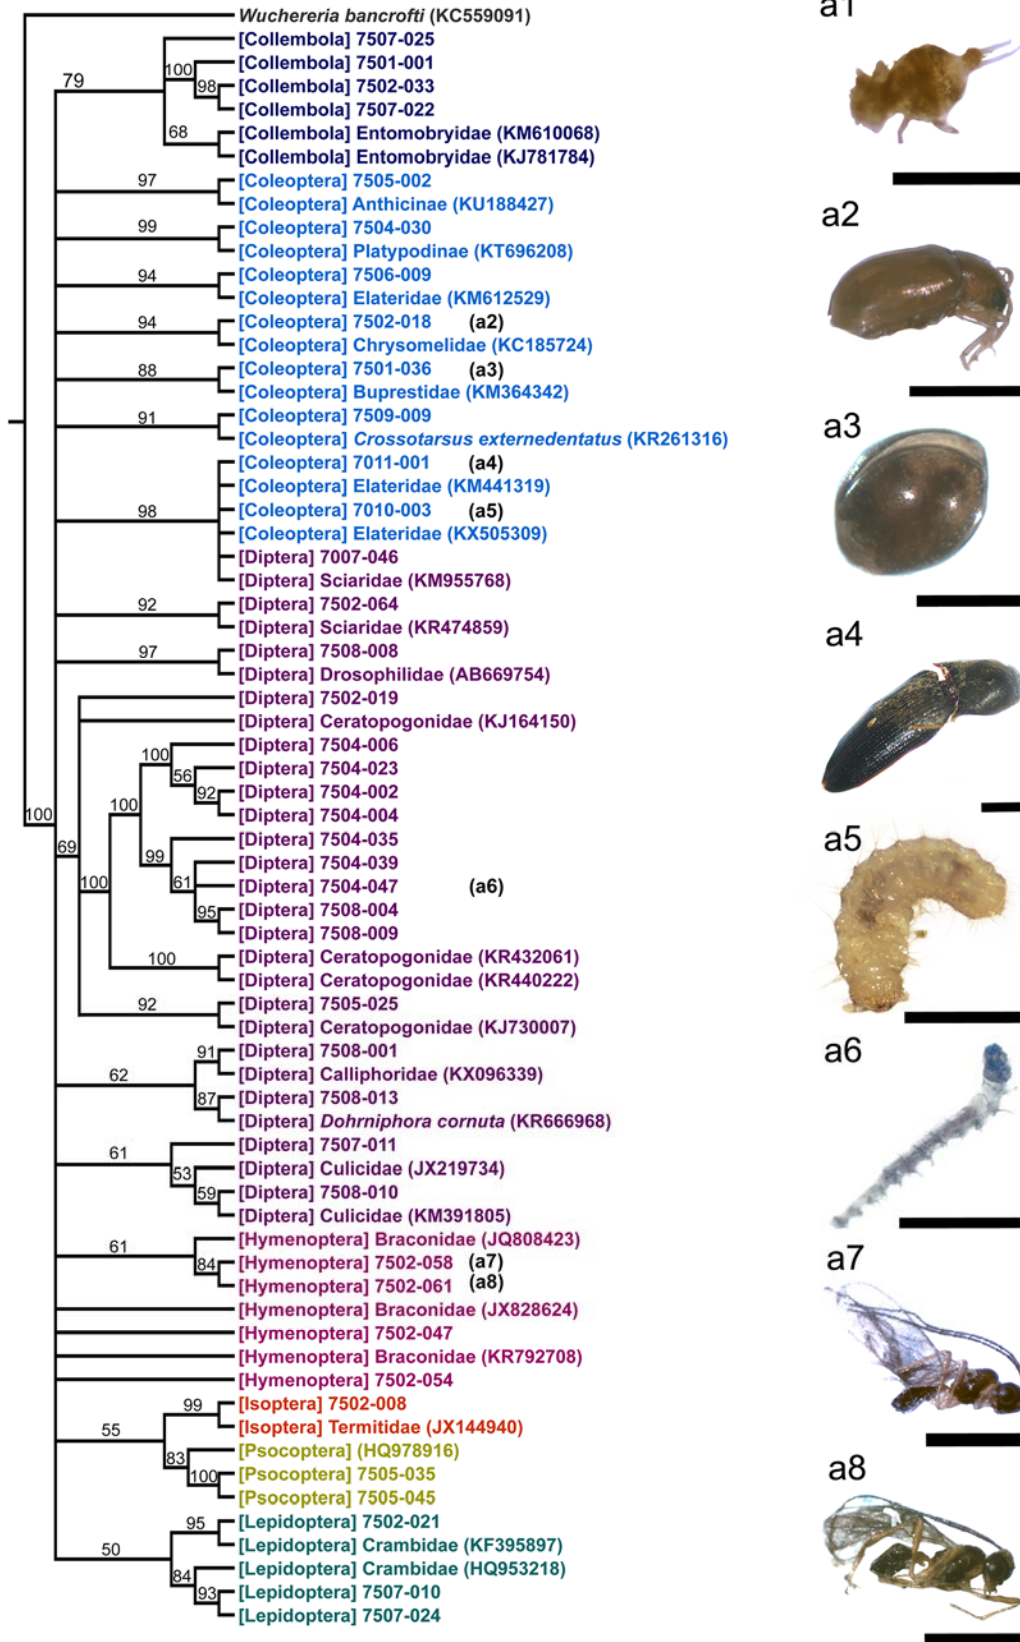 Wuchereria bancrofti (KC559091)
a1
[Collembola] 7507-025
[Collembola] 7501-001
100
79
[Collembola] 7502-033
98
[Collembola] 7507-022
[Collembola] Entomobryidae (KM610068)
68
[Collembola] Entomobryidae (KJ781784)
[Coleoptera] 7505-002
97
[Coleoptera] Anthicinae (KU188427)
a2
[Coleoptera] 7504-030
99
[Coleoptera] Platypodinae (KT696208)
[Coleoptera] 7506-009
94
[Coleoptera] Elateridae (KM612529)
[Coleoptera] 7502-018 (a2)
94
[Coleoptera] Chrysomelidae (KC185724)
[Coleoptera] 7501-036 (a3)
88
[Coleoptera] Buprestidae (KM364342)
[Coleoptera] 7509-009
91
a3
[Coleoptera] Crossotarsus externedentatus (KR261316)
[Coleoptera] 7011-001 (a4)
[Coleoptera] Elateridae (KM441319)
[Coleoptera] 7010-003 (a5)
98
[Coleoptera] Elateridae (KX505309)
[Diptera] 7007-046
[Diptera] Sciaridae (KM955768)
[Diptera] 7502-064
92
[Diptera] Sciaridae (KR474859)
a4
[Diptera] 7508-008
97
[Diptera] Drosophilidae (AB669754)
[Diptera] 7502-019
[Diptera] Ceratopogonidae (KJ164150)
[Diptera] 7504-006
100
[Diptera] 7504-023
56
[Diptera] 7504-002
92
100
[Diptera] 7504-004
100
[Diptera] 7504-035
a5
69
99
[Diptera] 7504-039
100
61
[Diptera] 7504-047 (a6)
[Diptera] 7508-004
95
[Diptera] 7508-009
[Diptera] Ceratopogonidae (KR432061)
100
[Diptera] Ceratopogonidae (KR440222)
[Diptera] 7505-025
92
[Diptera] Ceratopogonidae (KJ730007)
[Diptera] 7508-001
91
a6
[Diptera] Calliphoridae (KX096339)
62
[Diptera] 7508-013
87
[Diptera] Dohrniphora cornuta (KR666968)
[Diptera] 7507-011
61
[Diptera] Culicidae (JX219734)
53
[Diptera] 7508-010
59
[Diptera] Culicidae (KM391805)
[Hymenoptera] Braconidae (JQ808423)
61
[Hymenoptera] 7502-058 (a7)
84
a7
[Hymenoptera] 7502-061 (a8)
[Hymenoptera] Braconidae (JX828624)
[Hymenoptera] 7502-047
[Hymenoptera] Braconidae (KR792708)
[Hymenoptera] 7502-054
[Isoptera] 7502-008
99
[Isoptera] Termitidae (JX144940)
55
[Psocoptera] (HQ978916)
83
[Psocoptera] 7505-035
100
a8
[Psocoptera] 7505-045
[Lepidoptera] 7502-021
95
[Lepidoptera] Crambidae (KF395897)
50
[Lepidoptera] Crambidae (HQ953218)
84
[Lepidoptera] 7507-010
93
[Lepidoptera] 7507-024